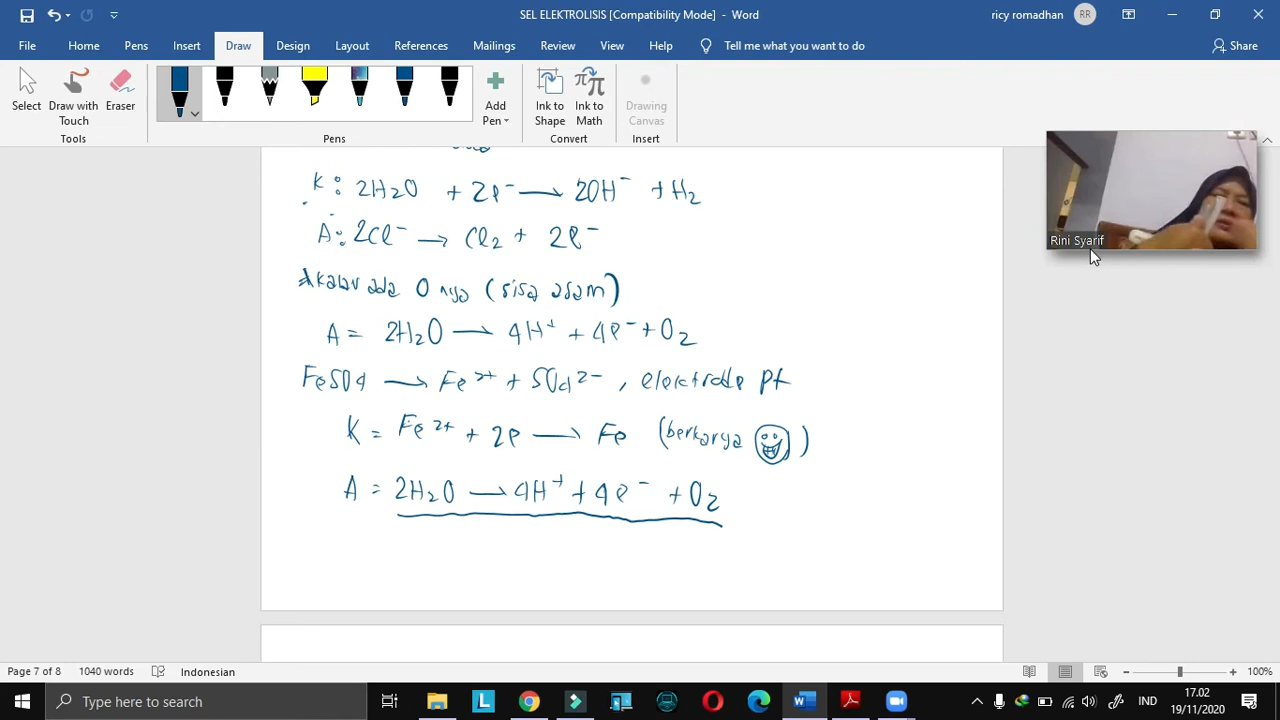 SEL ELEKTROLISIS [Compatibility Mode] - Word
ricy romadhan
RR
File Home Pens Insert Draw Design Layout References Mailings Review View Help Tell me what you want to do
Share
Select
Draw with Touch
Eraser
Add Pen
Ink to Shape
Ink to Math
Drawing Canvas
Tools
Pens
Convert
Insert
K : 2H2O + 2e⁻ → 2OH⁻ + H2
A : 2Cl⁻ → Cl2 + 2e⁻
kalau ada O nya (sisa asam)
A = 2H2O → 4H⁺ + 4e⁻ + O2
FeSO4 → Fe²⁺ + SO4²⁻ , elektrode Pt
K = Fe²⁺ + 2e → Fe (berkarya )
A = 2H2O → 4H⁺ + 4e⁻ + O2
Rini Syarif
Page 7 of 8 1040 words Indonesian
100%
Type here to search
IND
17.02
19/11/2020